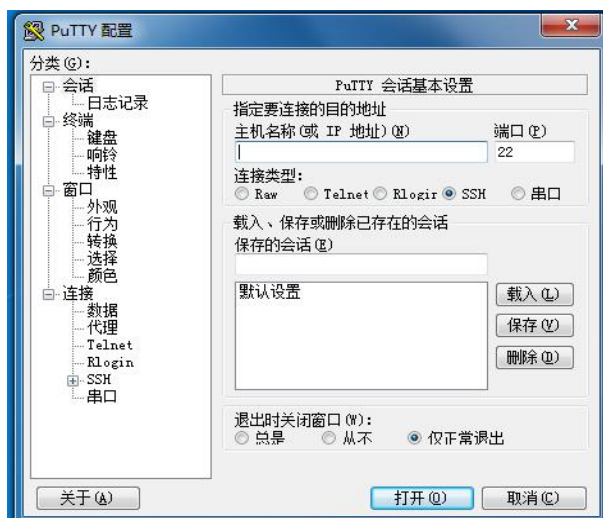 PuTTY 配置
分类(G):
会话
日志记录
终端
键盘
响铃
特性
窗口
外观
行为
转换
选择
颜色
连接
数据
代理
Telnet
Rlogin
SSH
串口
PuTTY 会话基本设置
指定要连接的目的地址
主机名称(或 IP 地址)(N) 端口(P)
22
连接类型:
Raw Telnet Rlogir SSH 串口
载入、保存或删除已存在的会话
保存的会话(E)
默认设置
载入(L)
保存(V)
删除(D)
退出时关闭窗口(W):
总是 从不 仅正常退出
关于(A) 打开(O) 取消(C)